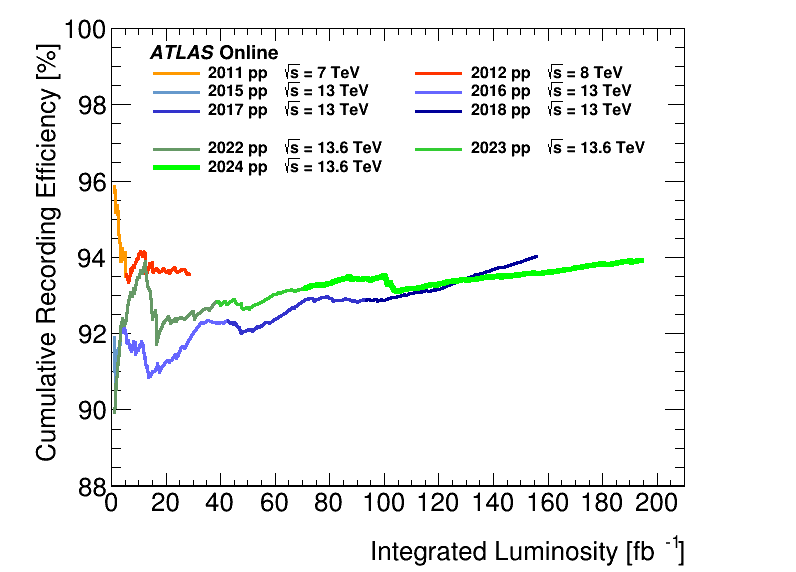 ATLAS Online
2011 pp √s = 7 TeV 2012 pp √s = 8 TeV
2015 pp √s = 13 TeV 2016 pp √s = 13 TeV
2017 pp √s = 13 TeV 2018 pp √s = 13 TeV
2022 pp √s = 13.6 TeV 2023 pp √s = 13.6 TeV
2024 pp √s = 13.6 TeV
Cumulative Recording Efficiency [%]
100
98
96
94
92
90
88
0 20 40 60 80 100 120 140 160 180 200
Integrated Luminosity [fb⁻¹]